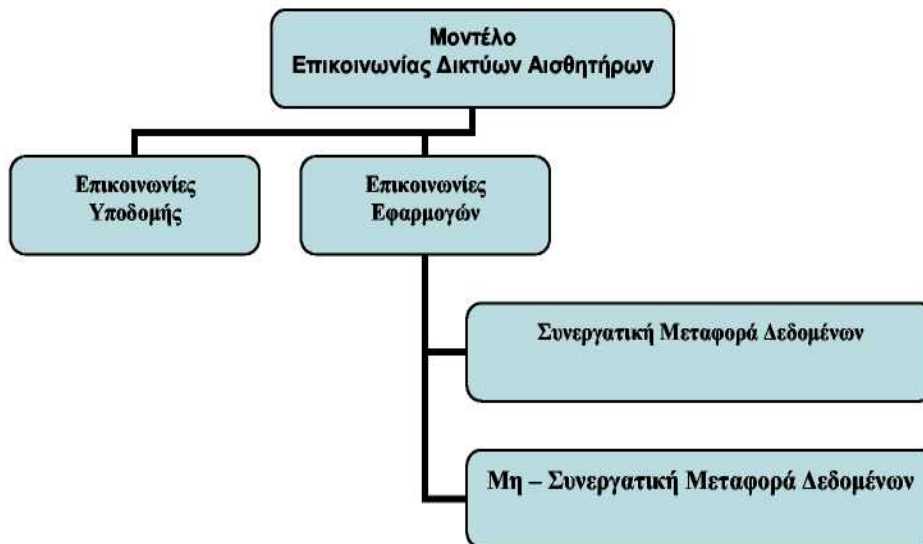 Μοντέλο
Επικοινωνίας Δικτύων Αισθητήρων
Επικοινωνίες
Υποδομής
Επικοινωνίες
Εφαρμογών
Συνεργατική Μεταφορά Δεδομένων
Μη – Συνεργατική Μεταφορά Δεδομένων